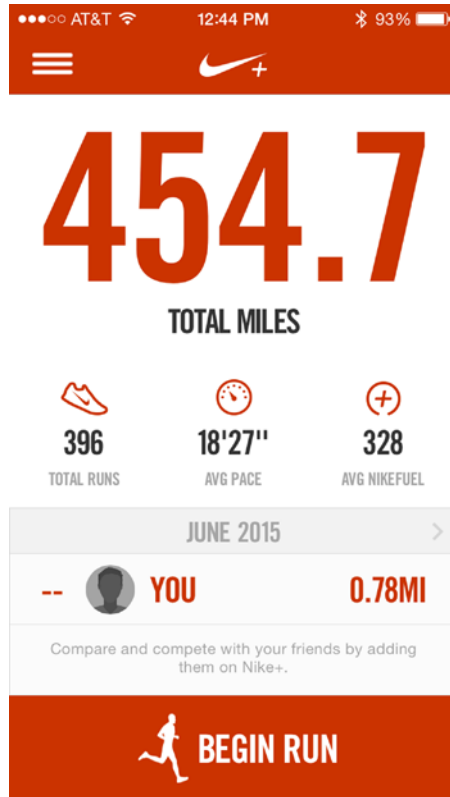 AT&T 12:44 PM 93%
+
454.7
TOTAL MILES
396 18'27'' 328
TOTAL RUNS AVG PACE AVG NIKEFUEL
JUNE 2015
-- YOU 0.78MI
Compare and compete with your friends by adding
them on Nike+.
BEGIN RUN